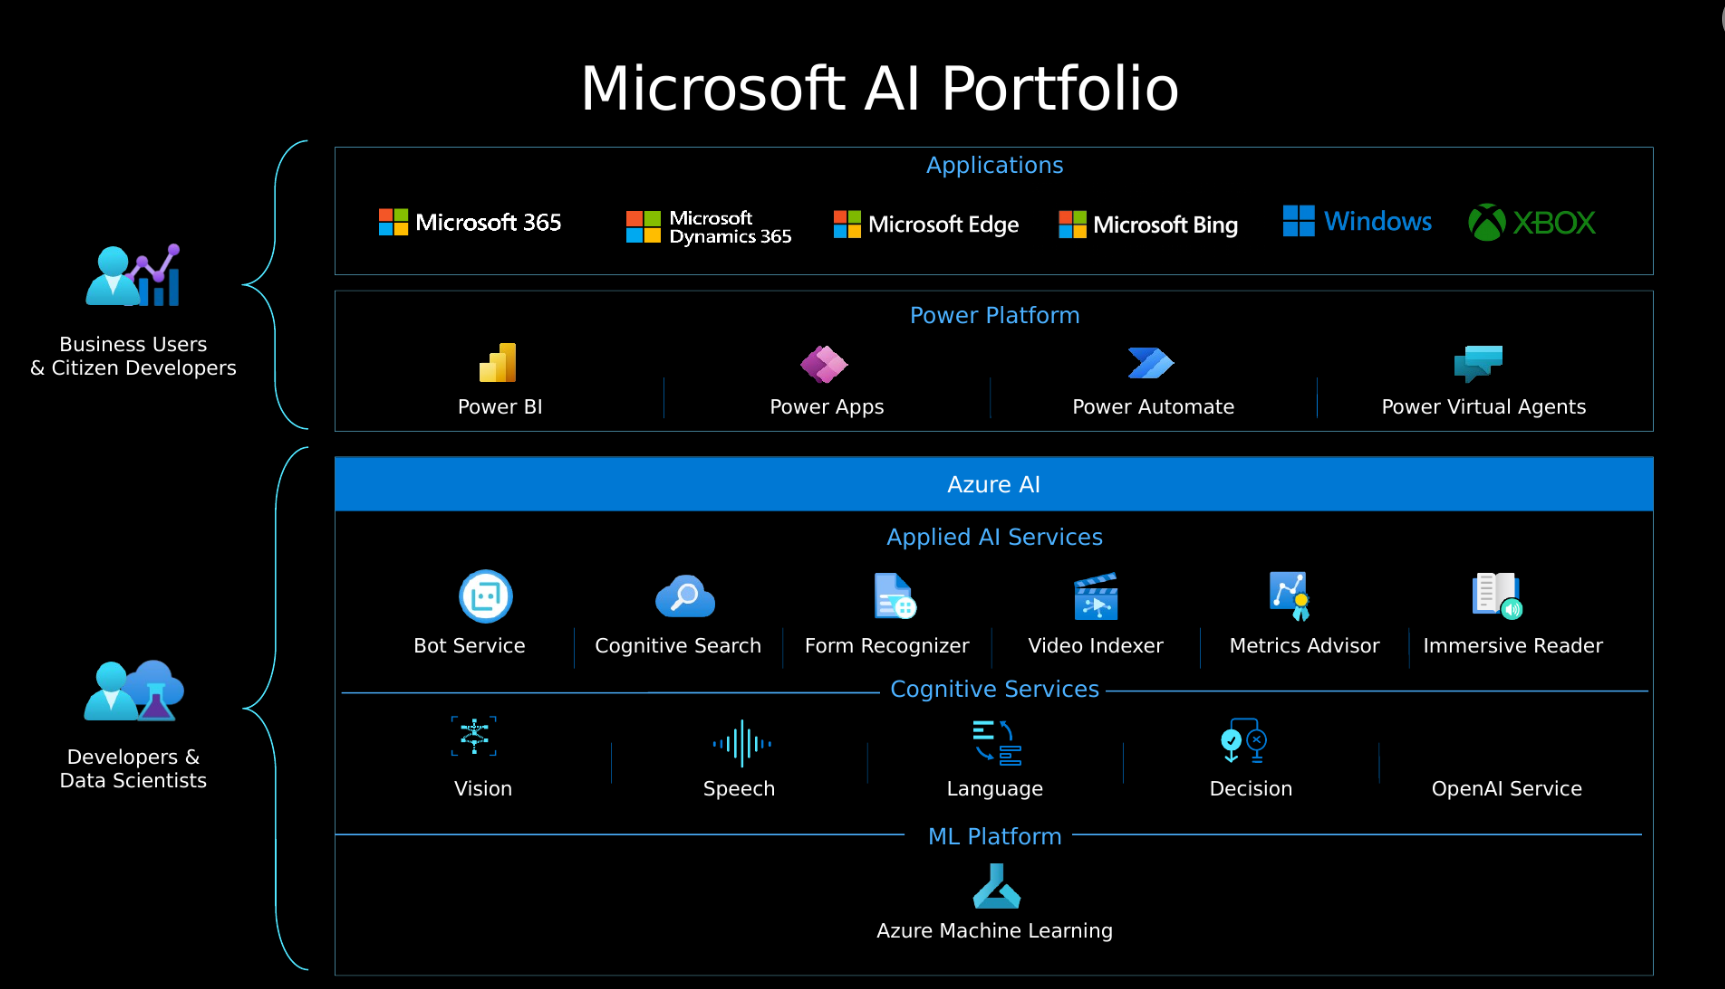 Microsoft AI Portfolio
Applications
Microsoft 365
Microsoft
Dynamics 365
Microsoft Edge
Microsoft Bing
Windows
XBOX
Business Users
& Citizen Developers
Power Platform
Power BI
Power Apps
Power Automate
Power Virtual Agents
Azure AI
Applied AI Services
Bot Service
Cognitive Search
Form Recognizer
Video Indexer
Metrics Advisor
Immersive Reader
Developers &
Data Scientists
Cognitive Services
Vision
Speech
Language
Decision
OpenAI Service
ML Platform
Azure Machine Learning